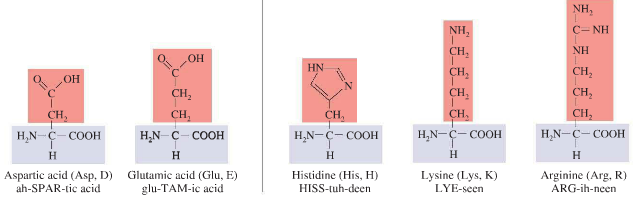 O OH
C
CH2
H2N–C–COOH
H
Aspartic acid (Asp, D)
ah-SPAR-tic acid
O OH
C
CH2
CH2
H2N–C–COOH
H
Glutamic acid (Glu, E)
glu-TAM-ic acid
HN
N
CH2
H2N–C–COOH
H
Histidine (His, H)
HISS-tuh-deen
NH2
CH2
CH2
CH2
CH2
H2N–C–COOH
H
Lysine (Lys, K)
LYE-seen
NH2
C–NH
NH
CH2
CH2
CH2
H2N–C–COOH
H
Arginine (Arg, R)
ARG-ih-neen